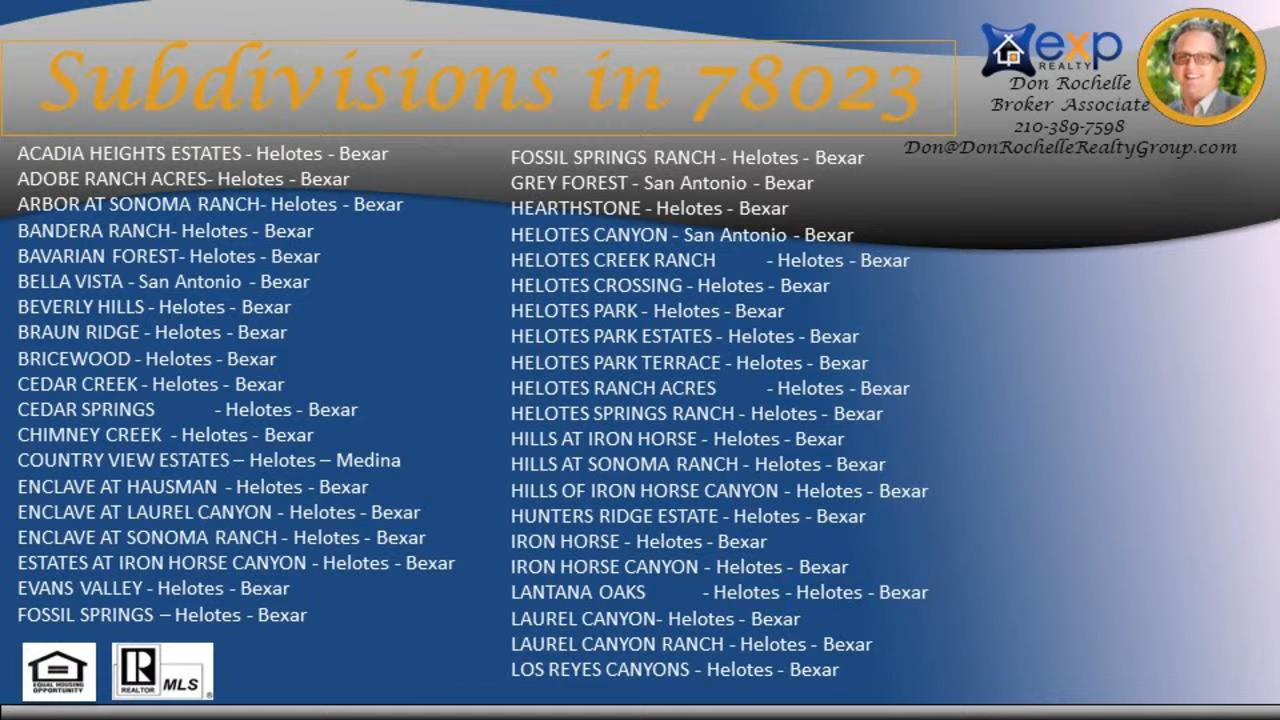 Subdivisions in 78023
exp
REALTY
Don Rochelle
Broker Associate
210-389-7598
Don@DonRochelleRealtyGroup.com
ACADIA HEIGHTS ESTATES - Helotes - Bexar
ADOBE RANCH ACRES- Helotes - Bexar
ARBOR AT SONOMA RANCH- Helotes - Bexar
BANDERA RANCH- Helotes - Bexar
BAVARIAN FOREST- Helotes - Bexar
BELLA VISTA - San Antonio - Bexar
BEVERLY HILLS - Helotes - Bexar
BRAUN RIDGE - Helotes - Bexar
BRICEWOOD - Helotes - Bexar
CEDAR CREEK - Helotes - Bexar
CEDAR SPRINGS - Helotes - Bexar
CHIMNEY CREEK - Helotes - Bexar
COUNTRY VIEW ESTATES – Helotes – Medina
ENCLAVE AT HAUSMAN - Helotes - Bexar
ENCLAVE AT LAUREL CANYON - Helotes - Bexar
ENCLAVE AT SONOMA RANCH - Helotes - Bexar
ESTATES AT IRON HORSE CANYON - Helotes - Bexar
EVANS VALLEY - Helotes - Bexar
FOSSIL SPRINGS – Helotes - Bexar
FOSSIL SPRINGS RANCH - Helotes - Bexar
GREY FOREST - San Antonio - Bexar
HEARTHSTONE - Helotes - Bexar
HELOTES CANYON - San Antonio - Bexar
HELOTES CREEK RANCH - Helotes - Bexar
HELOTES CROSSING - Helotes - Bexar
HELOTES PARK - Helotes - Bexar
HELOTES PARK ESTATES - Helotes - Bexar
HELOTES PARK TERRACE - Helotes - Bexar
HELOTES RANCH ACRES - Helotes - Bexar
HELOTES SPRINGS RANCH - Helotes - Bexar
HILLS AT IRON HORSE - Helotes - Bexar
HILLS AT SONOMA RANCH - Helotes - Bexar
HILLS OF IRON HORSE CANYON - Helotes - Bexar
HUNTERS RIDGE ESTATE - Helotes - Bexar
IRON HORSE - Helotes - Bexar
IRON HORSE CANYON - Helotes - Bexar
LANTANA OAKS - Helotes - Helotes - Bexar
LAUREL CANYON- Helotes - Bexar
LAUREL CANYON RANCH - Helotes - Bexar
LOS REYES CANYONS - Helotes - Bexar
EQUAL HOUSING
OPPORTUNITY
R
REALTOR
MLS
®